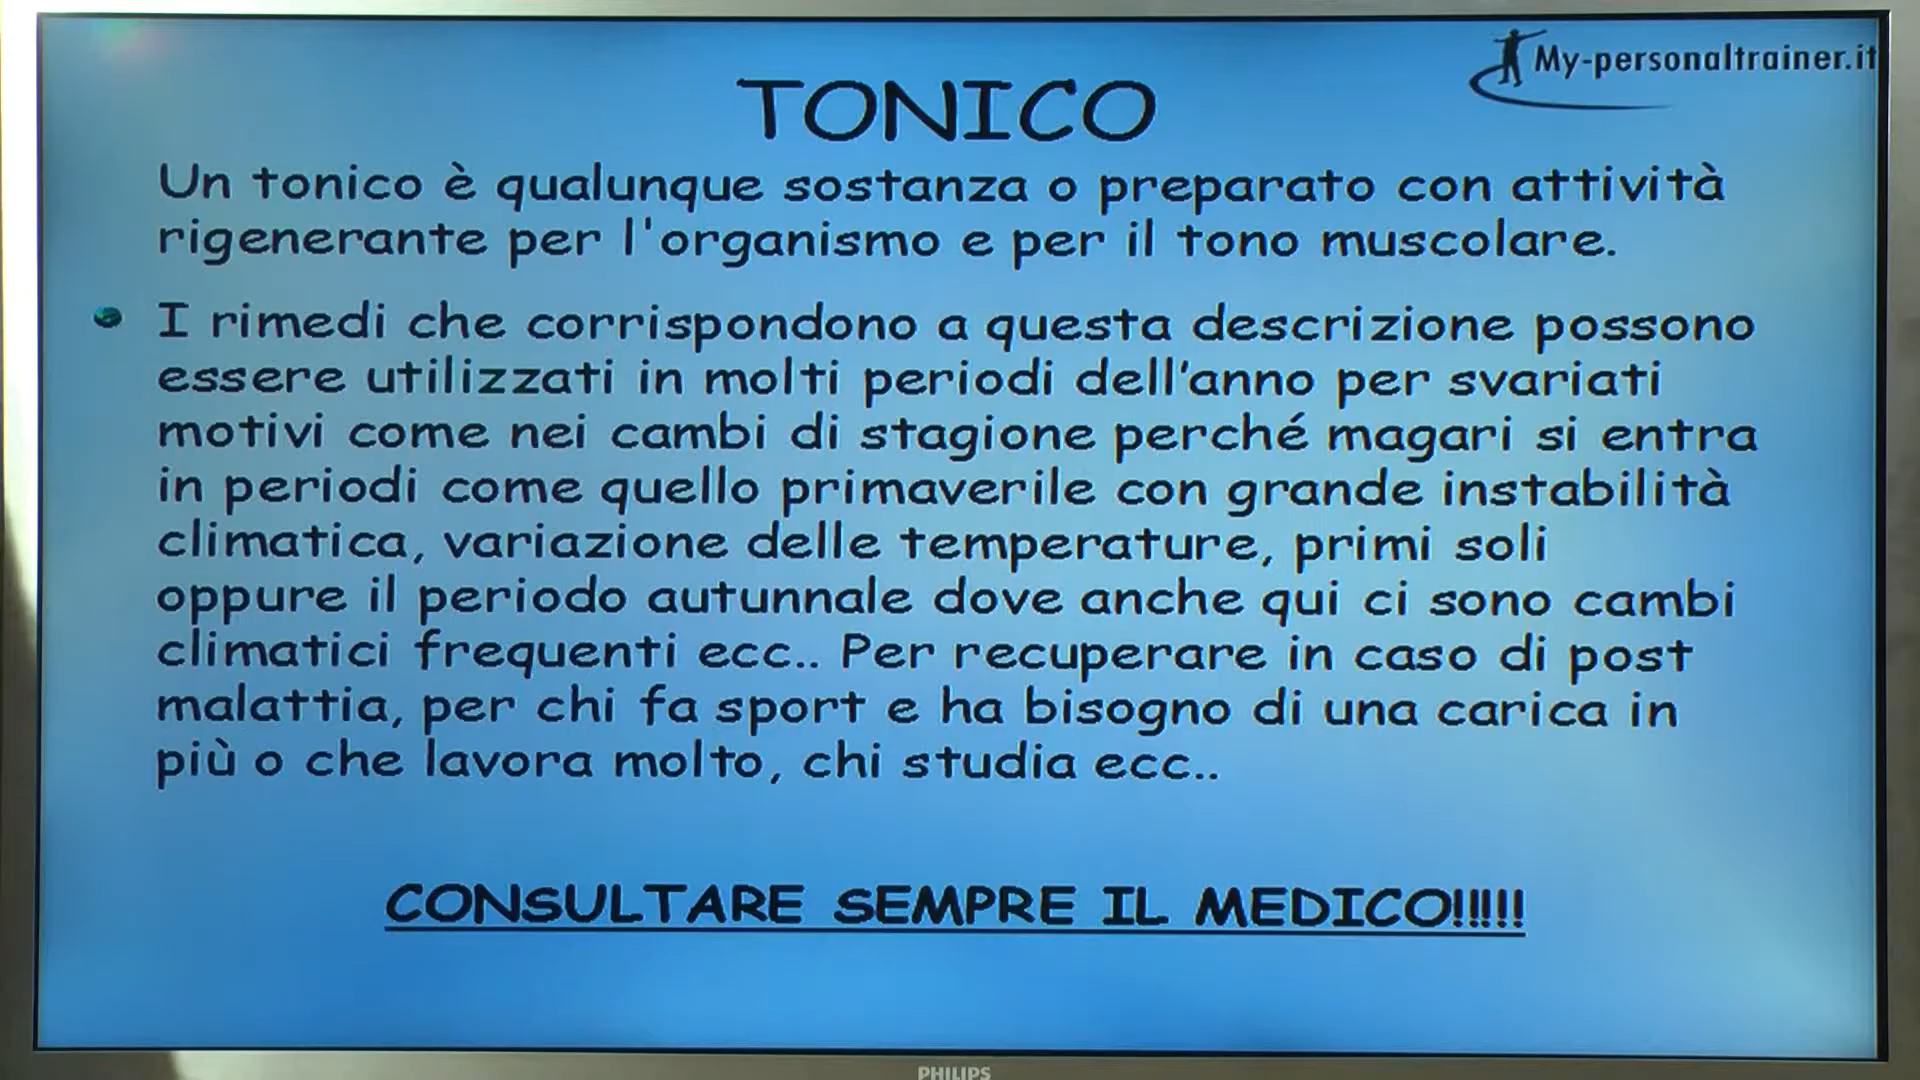 My-personaltrainer.it
TONICO
Un tonico è qualunque sostanza o preparato con attività
rigenerante per l'organismo e per il tono muscolare.
I rimedi che corrispondono a questa descrizione possono
essere utilizzati in molti periodi dell’anno per svariati
motivi come nei cambi di stagione perché magari si entra
in periodi come quello primaverile con grande instabilità
climatica, variazione delle temperature, primi soli
oppure il periodo autunnale dove anche qui ci sono cambi
climatici frequenti ecc.. Per recuperare in caso di post
malattia, per chi fa sport e ha bisogno di una carica in
più o che lavora molto, chi studia ecc..
CONSULTARE SEMPRE IL MEDICO!!!!!
PHILIPS